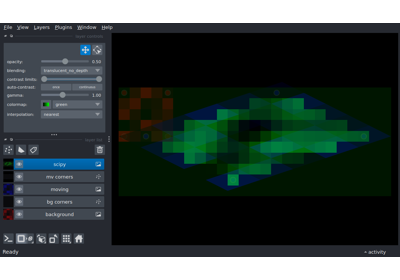 File View Layers Plugins Window Help
opacity: 0.50
blending: translucent_no_depth
contrast limits:
auto-contrast: once continuous
gamma: 1.00
colormap: green
interpolation: nearest
scipy
mv corners
moving
bg corners
background
Ready
activity